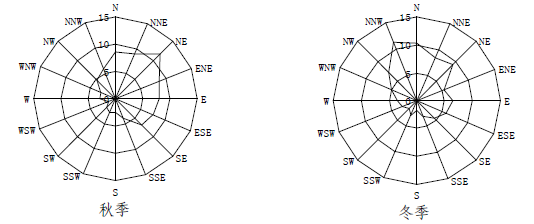 N
NNW 15 NNE
NW NE
10
WNW ENE
5
W 0 E
WSW ESE
SW SE
SSW SSE
S
秋季
N
NNW 15 NNE
NW NE
10
WNW ENE
5
W 0 E
WSW ESE
SW SE
SSW SSE
S
冬季